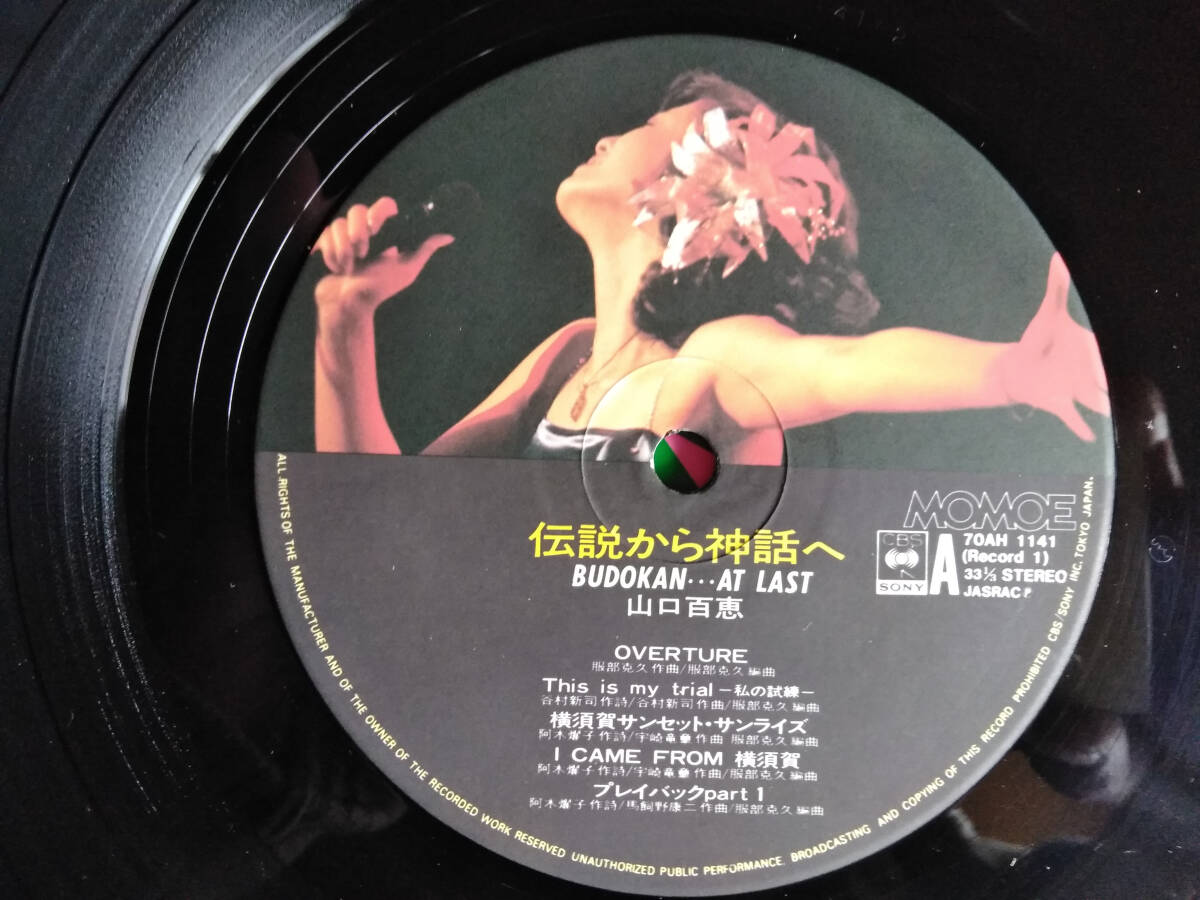 MOMOE
CBS
SONY
A
70AH 1141
(Record 1)
33⅓ STEREO
JASRAC
伝説から神話へ
BUDOKAN…AT LAST
山口百恵
OVERTURE
服部克久作曲/服部克久編曲
This is my trial −私の試練−
谷村新司作詩/谷村新司作曲/服部克久編曲
横須賀サンセット・サンライズ
阿木燿子作詩/宇崎竜童作曲 服部克久編曲
I CAME FROM 横須賀
阿木燿子作詩/宇崎竜童作曲/服部克久編曲
プレイバックpart 1
阿木燿子作詩/馬飼野康二作曲/服部克久編曲
ALL RIGHTS OF THE MANUFACTURER AND OF THE OWNER OF THE RECORDED WORK RESERVED UNAUTHORIZED PUBLIC PERFORMANCE. BROADCASTING AND COPYING OF THIS RECORD PROHIBITED CBS/SONY INC. TOKYO JAPAN.